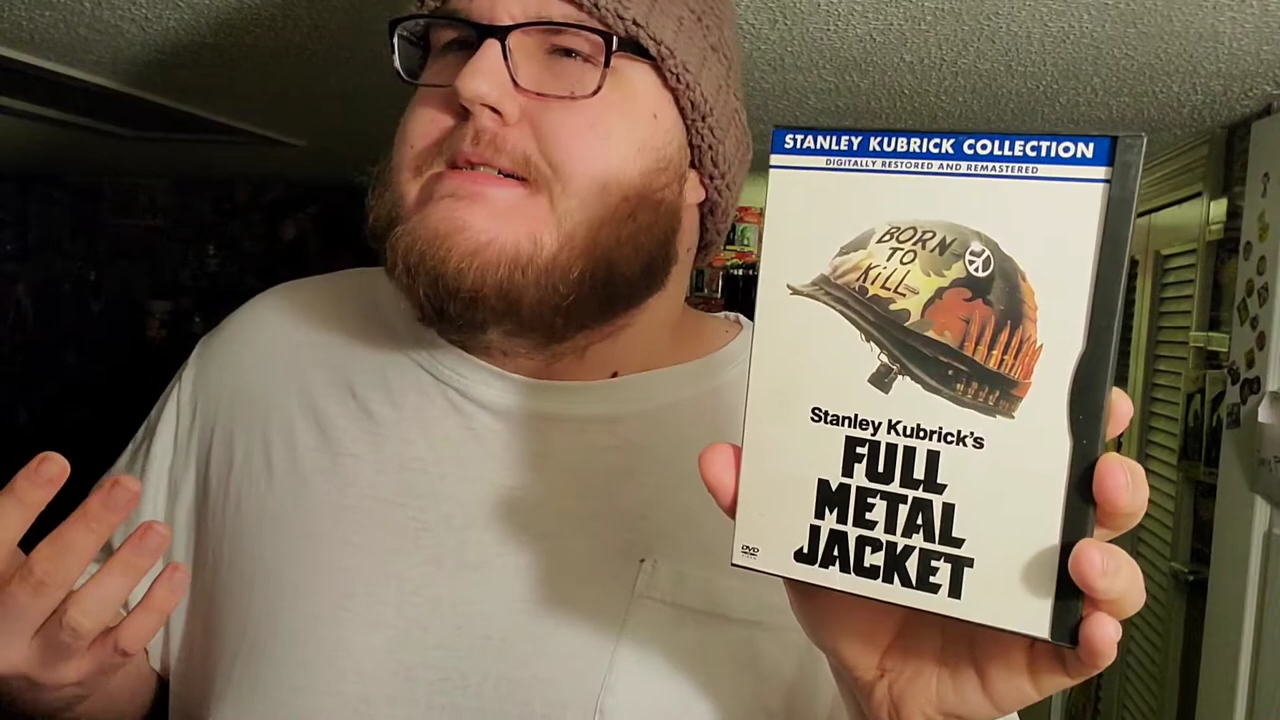 STANLEY KUBRICK COLLECTION
DIGITALLY RESTORED AND REMASTERED
BORN
TO
KiLL
Stanley Kubrick's
FULL
METAL
JACKET
DVD